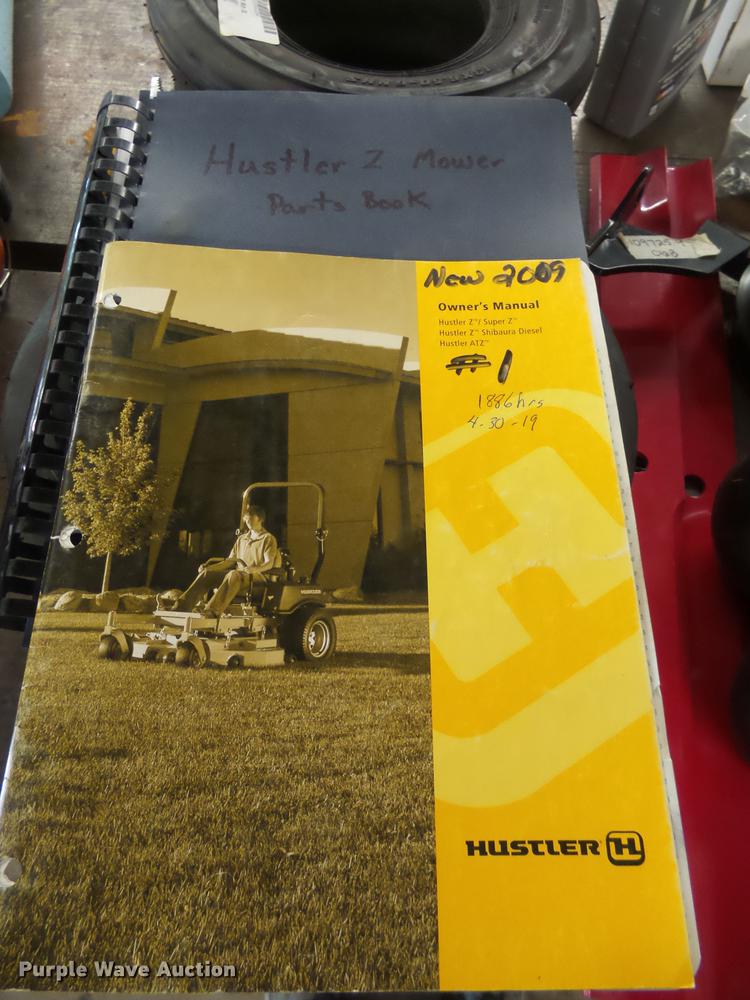 Hustler Z Mower
Parts Book
New 2009
Owner's Manual
Hustler Z™/ Super Z™
Hustler Z™ Shibaura Diesel
Hustler ATZ™
#1
1886 hrs
4-30-19
HUSTLER
HUSTLER H
Purple Wave Auction